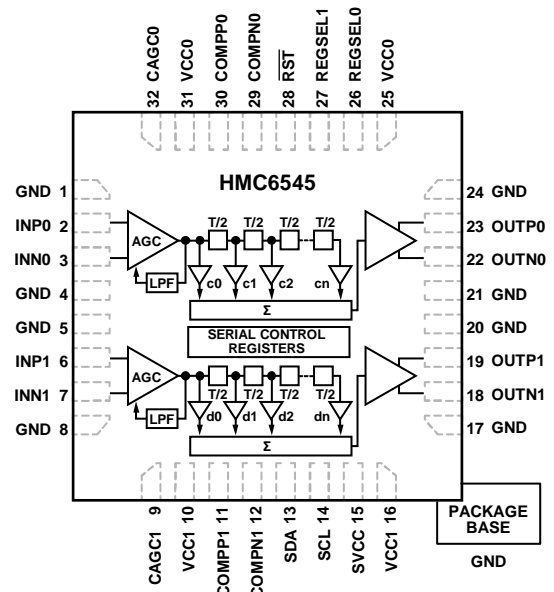 32 CAGC0
31 VCC0
30 COMPP0
29 COMPN0
28 RST
27 REGSEL1
26 REGSEL0
25 VCC0
HMC6545
GND 1
INP0 2
INN0 3
GND 4
GND 5
INP1 6
INN1 7
GND 8
24 GND
23 OUTP0
22 OUTN0
21 GND
20 GND
19 OUTP1
18 OUTN1
17 GND
AGC
T/2 T/2 T/2 T/2
LPF
c0 c1 c2 cn
Σ
SERIAL CONTROL
REGISTERS
AGC
T/2 T/2 T/2 T/2
LPF
d0 d1 d2 dn
Σ
CAGC1 9
VCC1 10
COMPP1 11
COMPN1 12
SDA 13
SCL 14
SVCC 15
VCC1 16
PACKAGE
BASE
GND